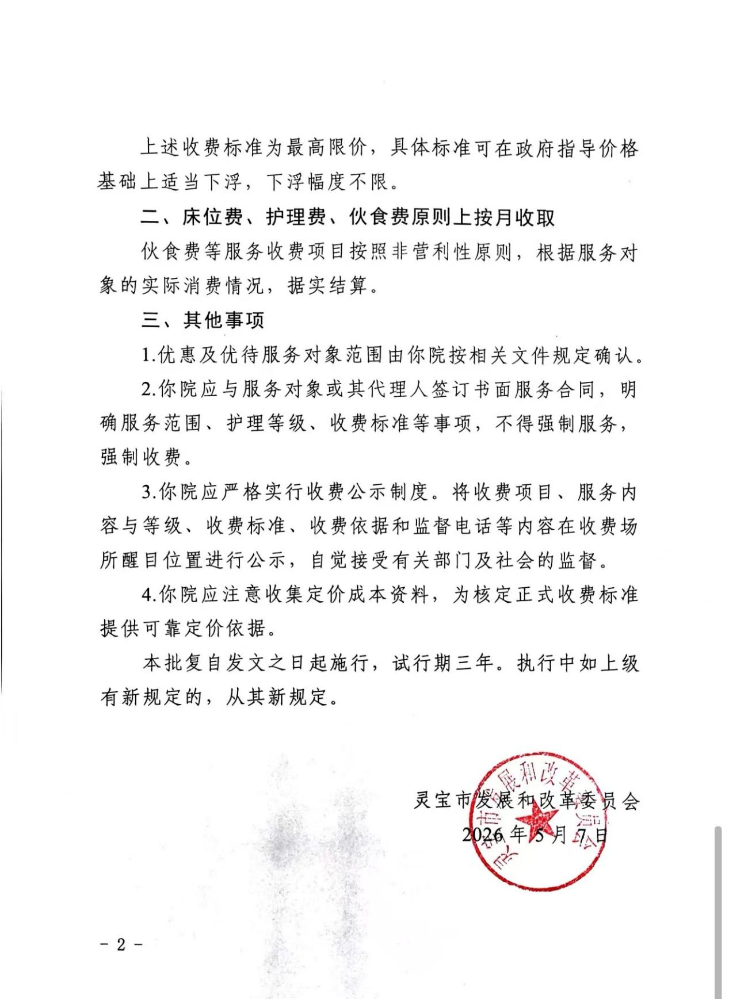 上述收费标准为最高限价，具体标准可在政府指导价格
基础上适当下浮，下浮幅度不限。
二、床位费、护理费、伙食费原则上按月收取
伙食费等服务收费项目按照非营利性原则，根据服务对
象的实际消费情况，据实结算。
三、其他事项
1.优惠及优待服务对象范围由你院按相关文件规定确认。
2.你院应与服务对象或其代理人签订书面服务合同，明
确服务范围、护理等级、收费标准等事项，不得强制服务，
强制收费。
3.你院应严格实行收费公示制度。将收费项目、服务内
容与等级、收费标准、收费依据和监督电话等内容在收费场
所醒目位置进行公示，自觉接受有关部门及社会的监督。
4.你院应注意收集定价成本资料，为核定正式收费标准
提供可靠定价依据。
本批复自发文之日起施行，试行期三年。执行中如上级
有新规定的，从其新规定。
灵宝市发展和改革委员会
2026年5月7日
灵宝市发展和改革委员会
- 2 -